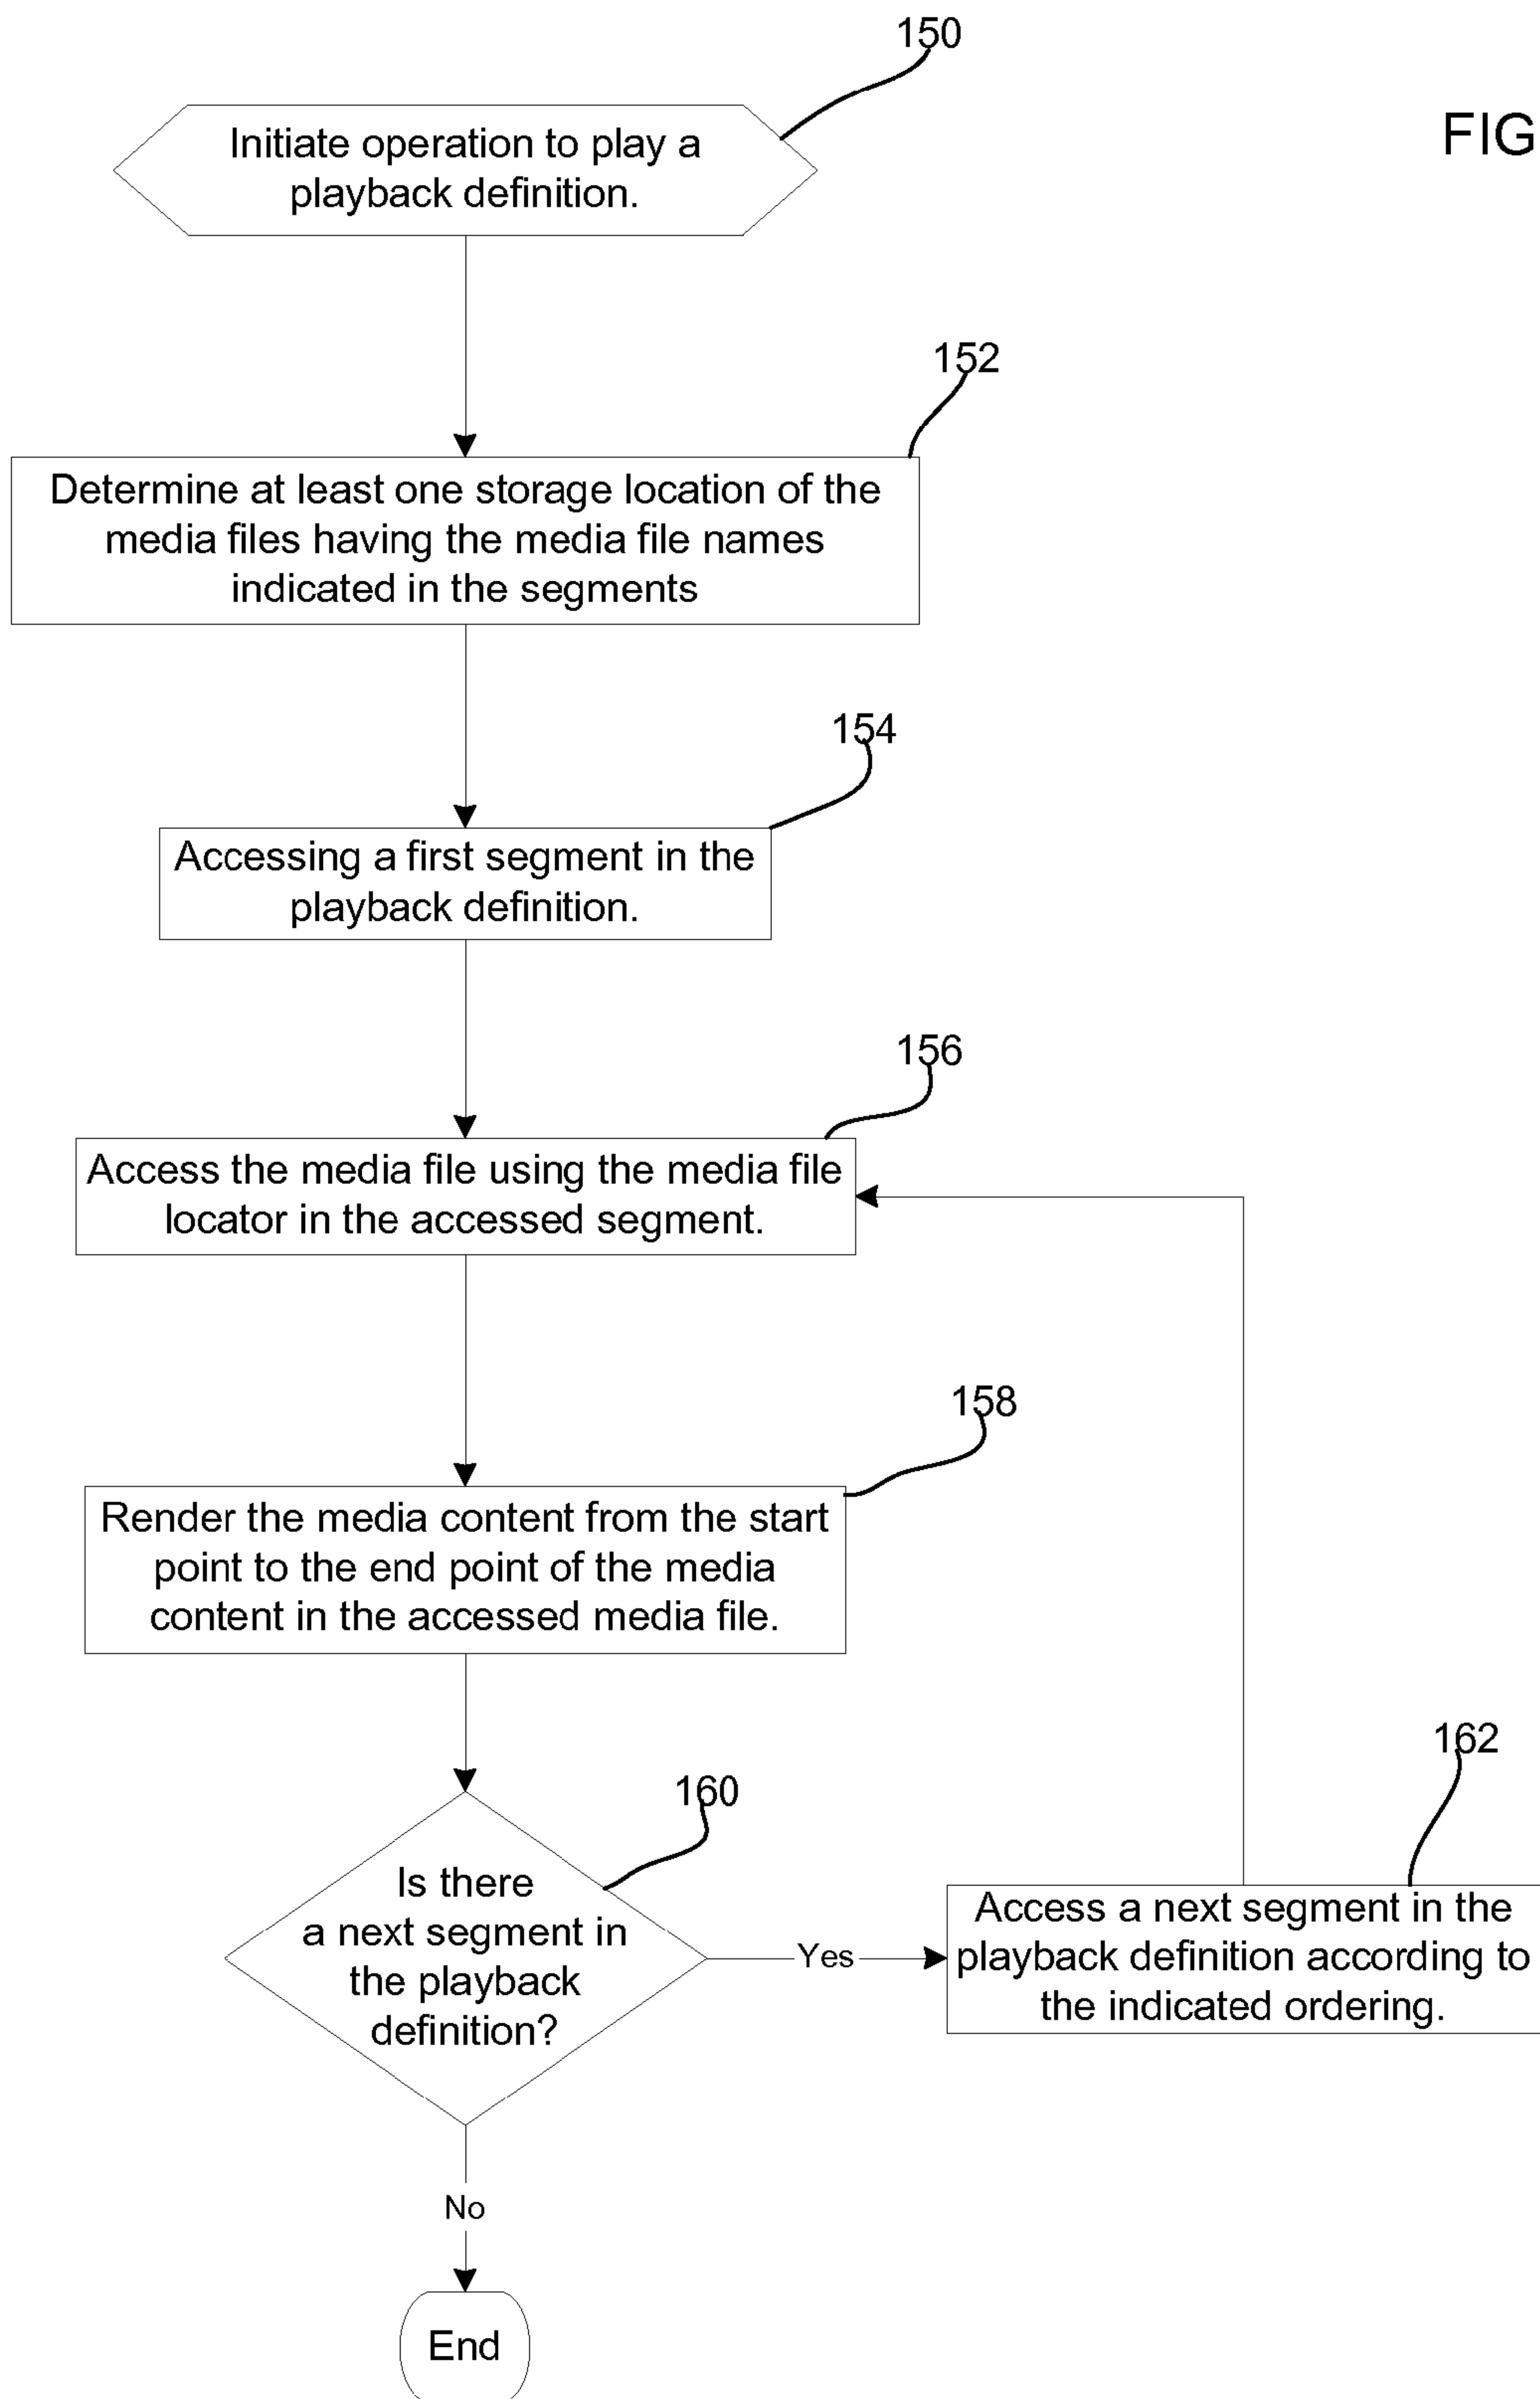 150
FIG
Initiate operation to play a
playback definition.
152
Determine at least one storage location of the
media files having the media file names
indicated in the segments
154
Accessing a first segment in the
playback definition.
156
Access the media file using the media file
locator in the accessed segment.
158
Render the media content from the start
point to the end point of the media
content in the accessed media file.
160
162
Is there
a next segment in
the playback
definition?
Yes
Access a next segment in the
playback definition according to
the indicated ordering.
No
End